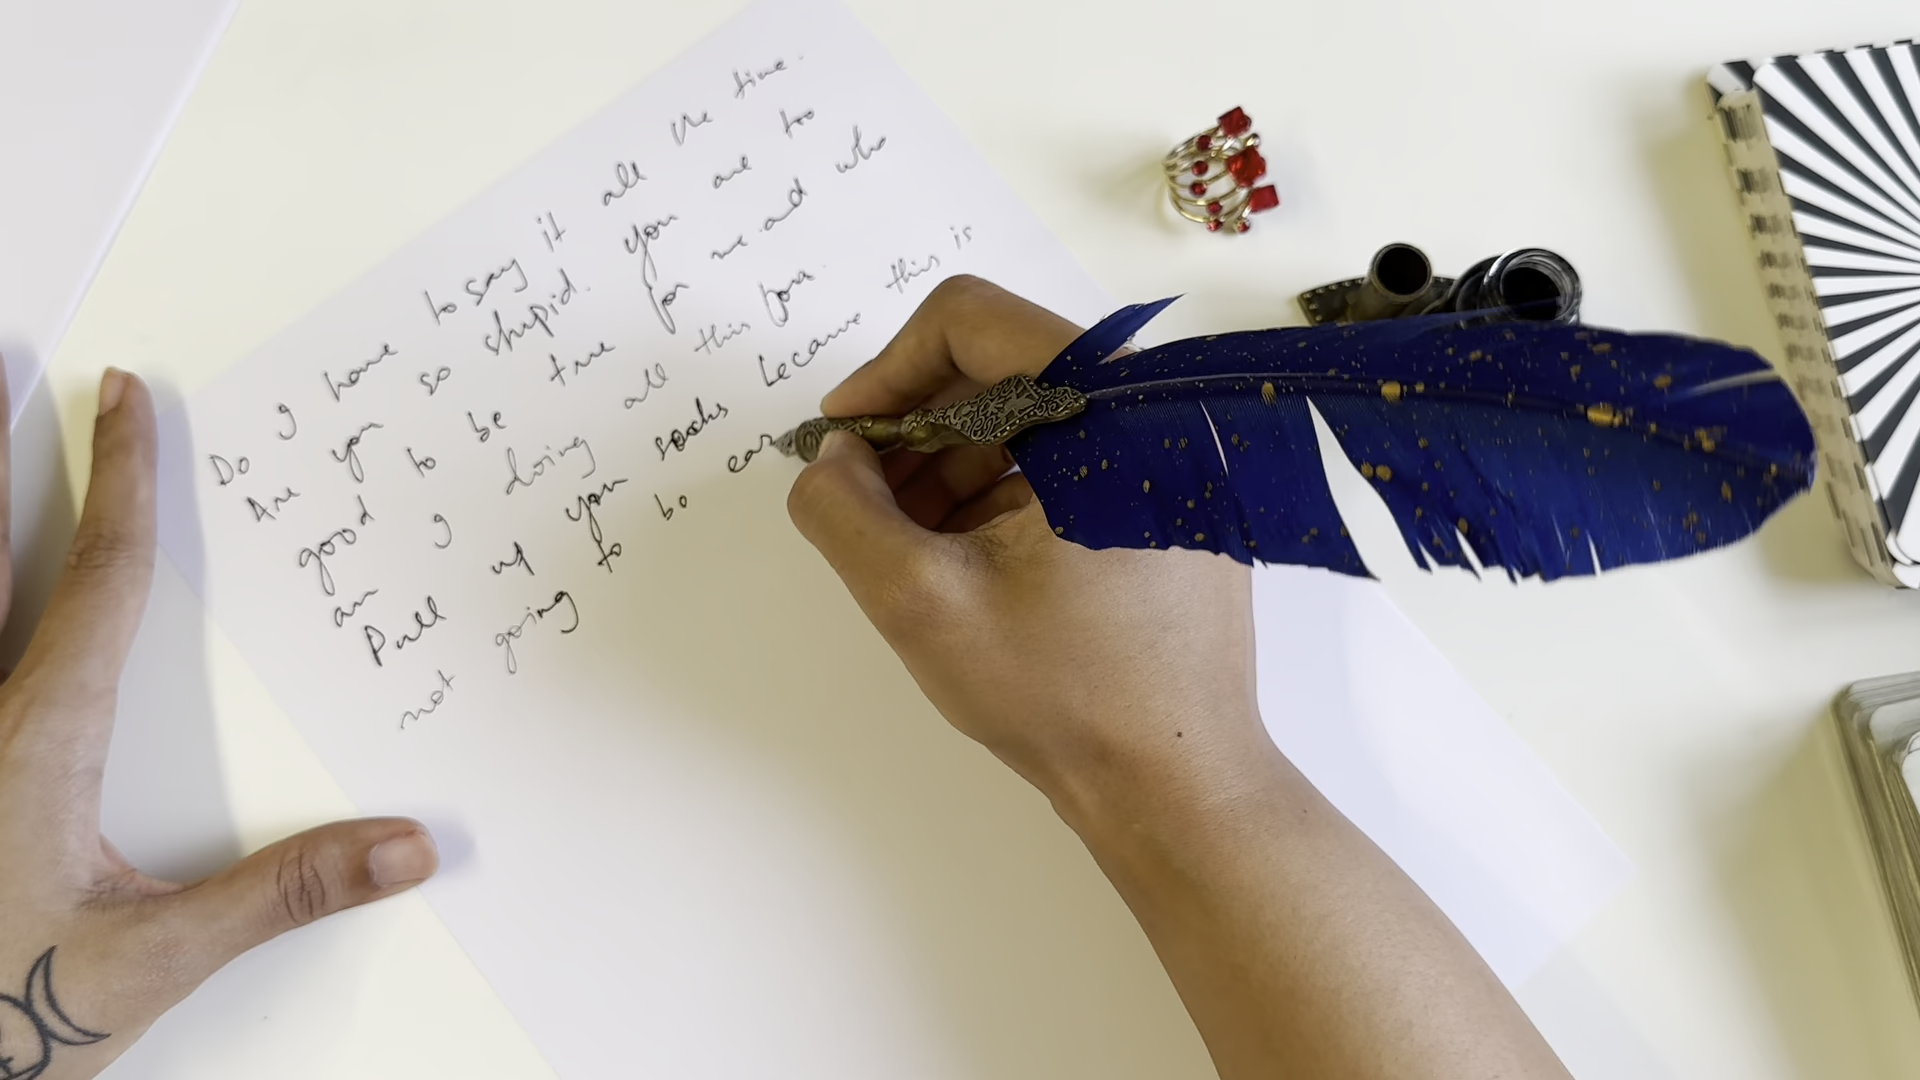 Do I have to say it all the time.
Are you so stupid. You are too
good to be true for me and who
am I doing all this for.
Pull up you socks because this is
not going to be eas